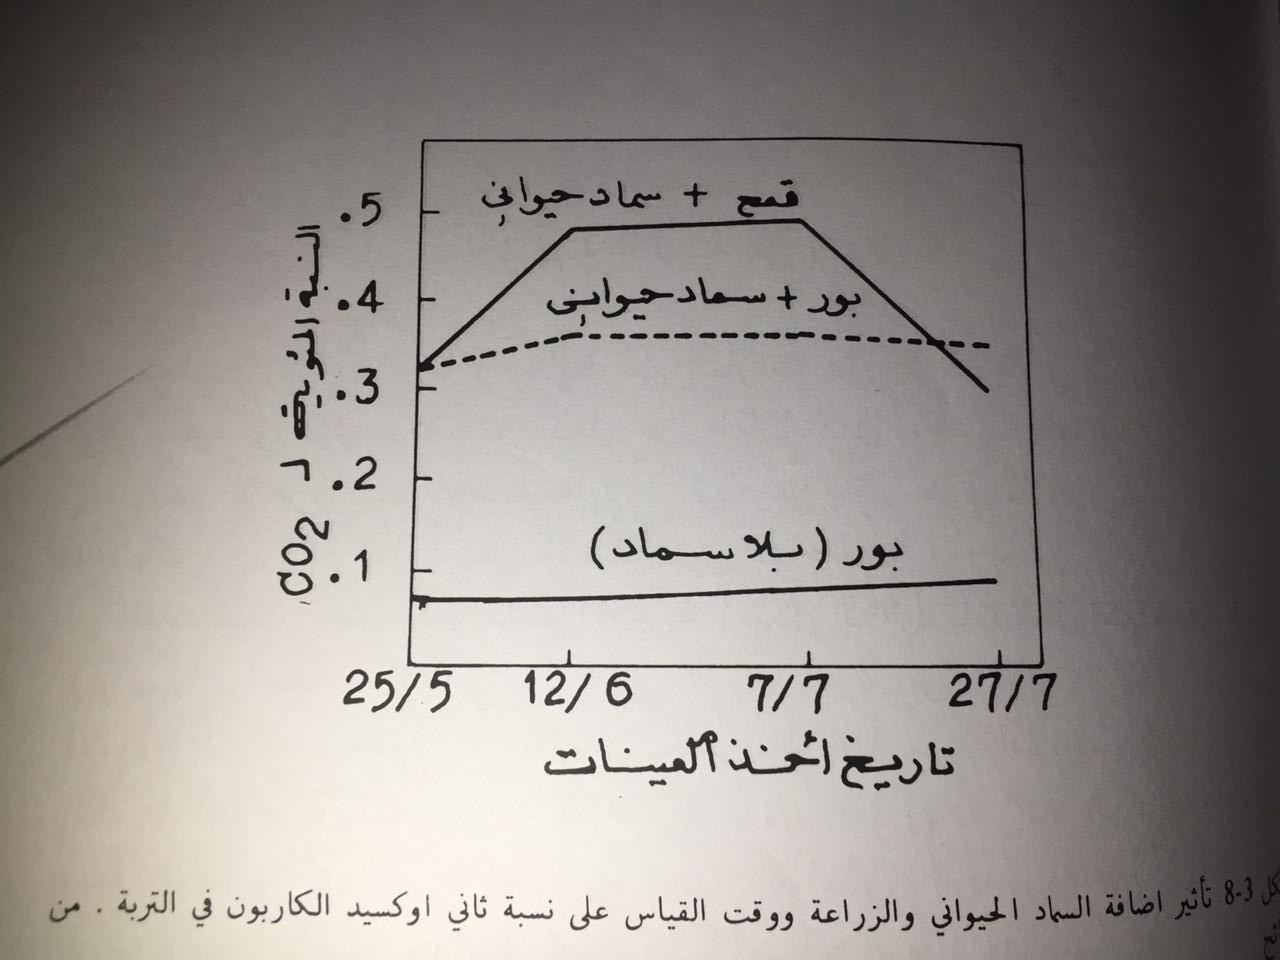 قمح + سماد حيواني
بور + سماد حيواني
بور (بلا سماد)
النسبة المئوية لـ CO2
.5
.4
.3
.2
.1
25/5 12/6 7/7 27/7
تاريخ أخذ العينات
كل 3-8 تأثير اضافة السماد الحيواني والزراعة ووقت القياس على نسبة ثاني اوكسيد الكاربون في التربة . من